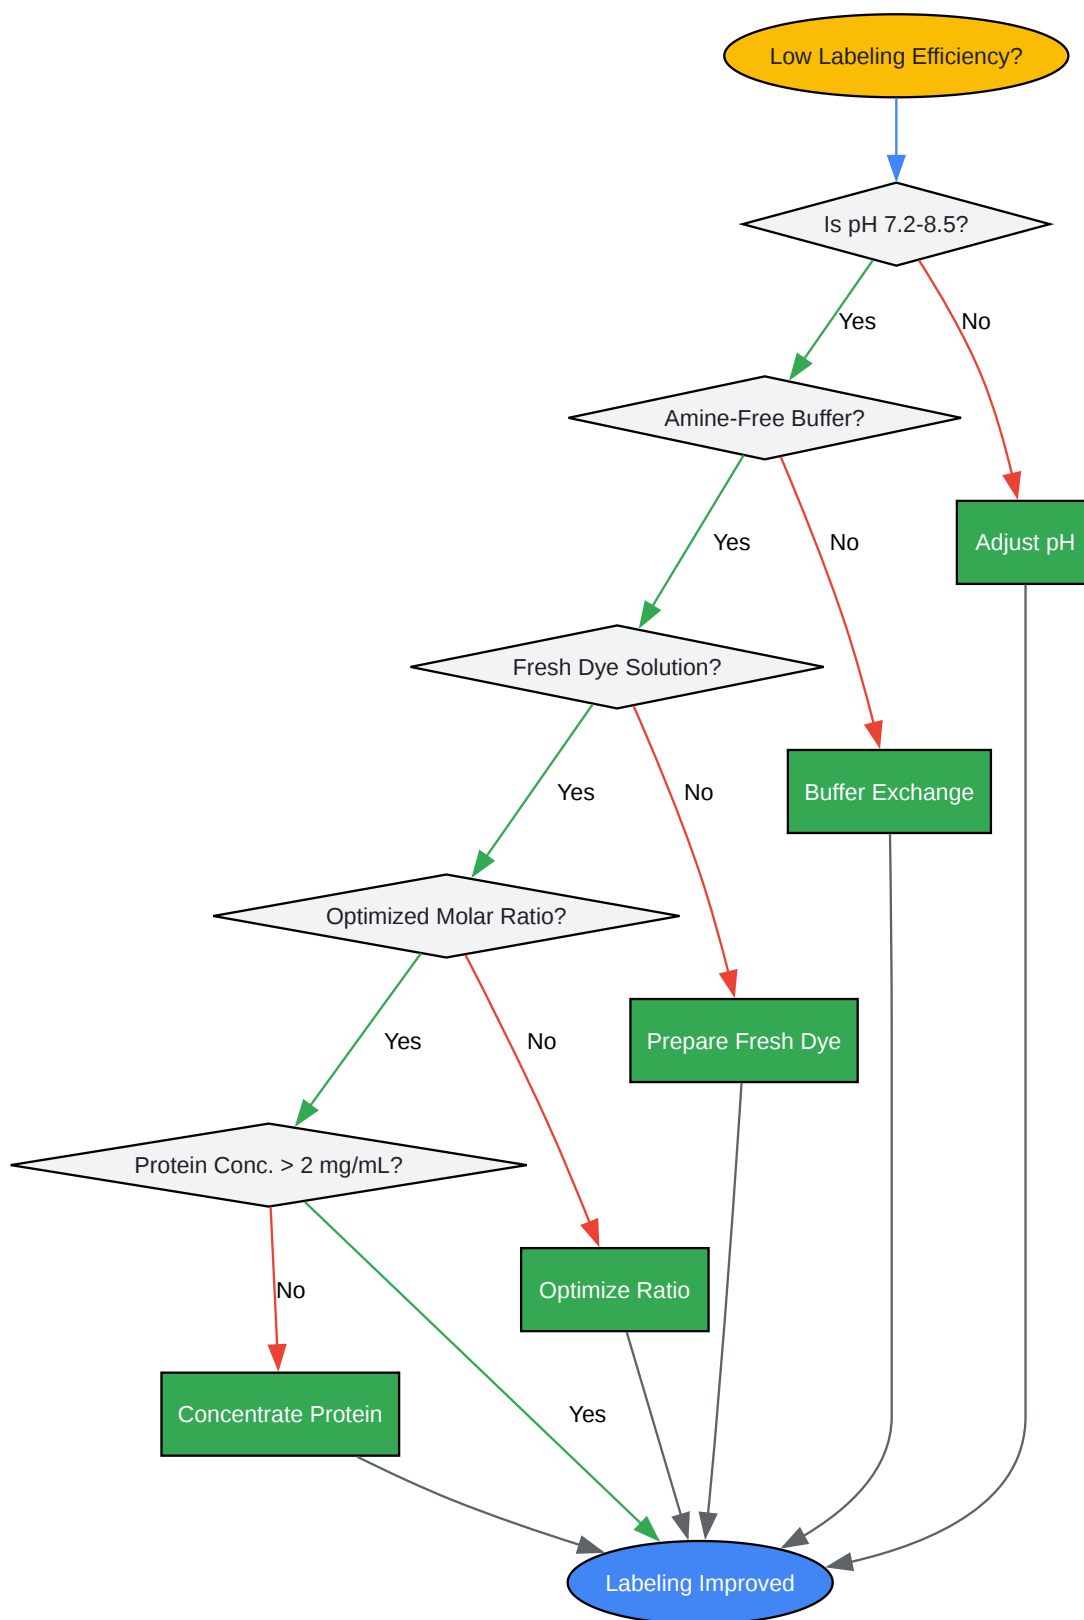 Low Labeling Efficiency?
Is pH 7.2-8.5?
Yes
No
Amine-Free Buffer?
Yes
No
Adjust pH
Fresh Dye Solution?
Yes
No
Buffer Exchange
Optimized Molar Ratio?
Yes
No
Prepare Fresh Dye
Protein Conc. > 2 mg/mL?
No
Optimize Ratio
Concentrate Protein
Yes
Labeling Improved